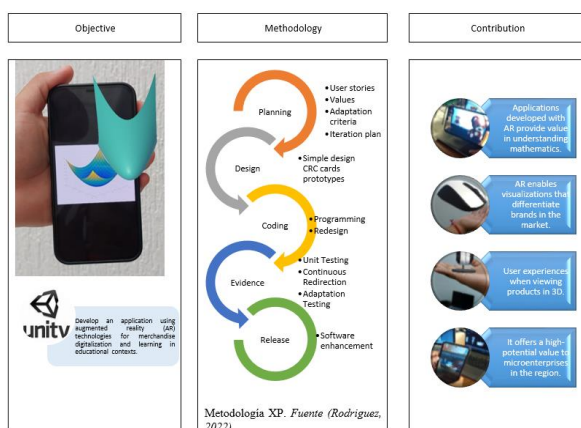 Objective
Methodology
Contribution
unity
Develop an application using
augmented reality (AR)
technologies for merchandise
digitalization and learning in
educational contexts.
Planning
•User stories
•Values
•Adaptation
criteria
•Iteration plan
Design
•Simple design
CRC cards
prototypes
Coding
•Programming
•Redesign
Evidence
•Unit Testing
•Continuous
Redirection
•Adaptation
Testing
Release
•Software
enhancement
Metodología XP. Fuente (Rodriguez,
2022)
Applications
developed with
AR provide value
in understanding
mathematics.
AR enables
visualizations that
differentiate
brands in the
market.
User experiences
when viewing
products in 3D.
It offers a high-
potential value to
microenterprises
in the region.